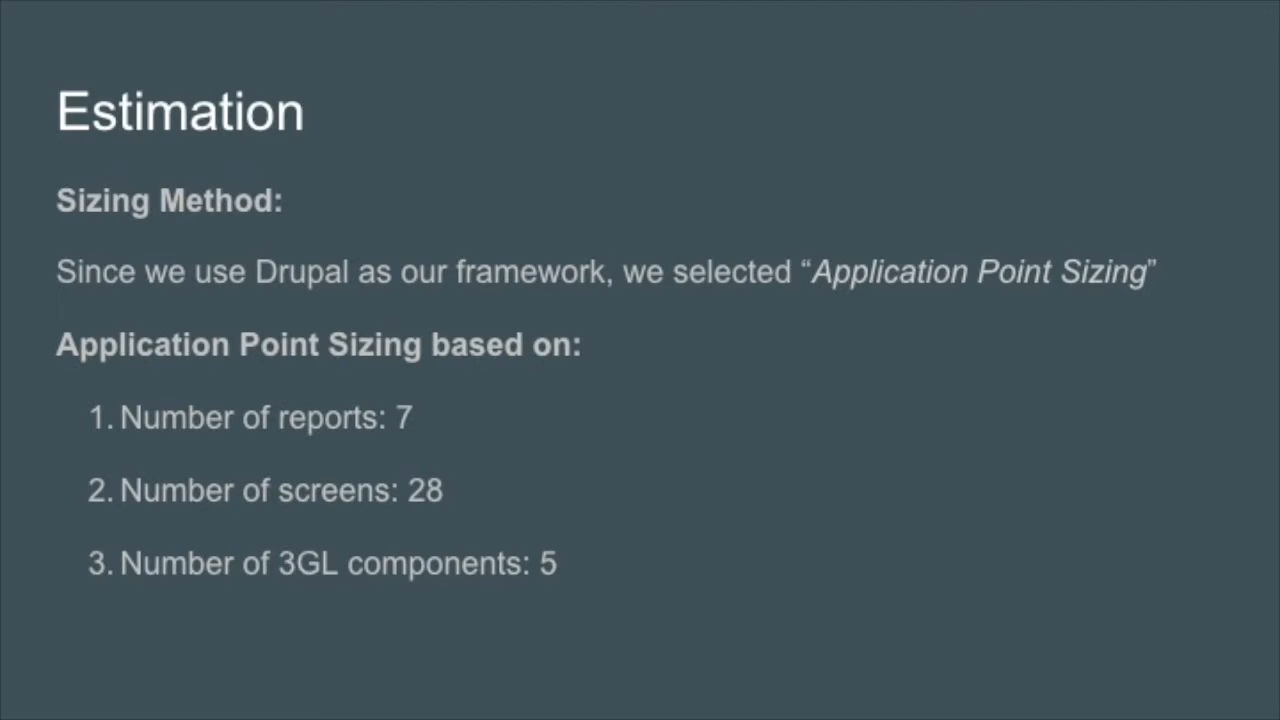 Estimation
Sizing Method:
Since we use Drupal as our framework, we selected “Application Point Sizing”
Application Point Sizing based on:
1. Number of reports: 7
2. Number of screens: 28
3. Number of 3GL components: 5